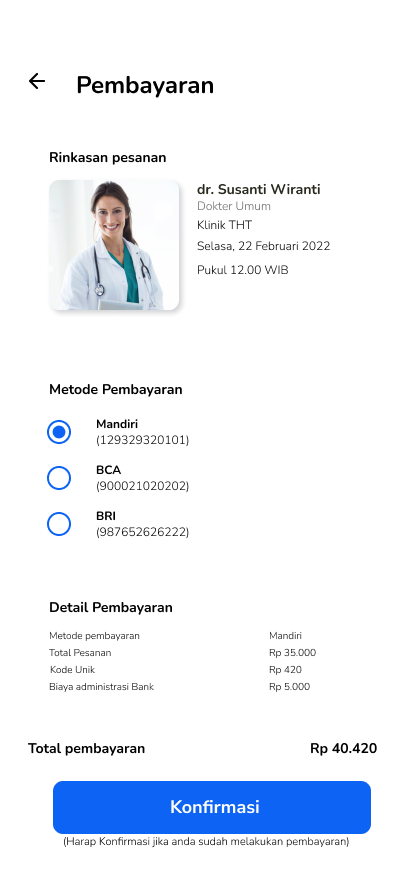 Pembayaran
Rinkasan pesanan
dr. Susanti Wiranti
Dokter Umum
Klinik THT
Selasa, 22 Februari 2022
Pukul 12.00 WIB
Metode Pembayaran
Mandiri
(129329320101)
BCA
(900021020202)
BRI
(987652626222)
Detail Pembayaran
Metode pembayaran Mandiri
Total Pesanan Rp 35.000
Kode Unik Rp 420
Biaya administrasi Bank Rp 5.000
Total pembayaran Rp 40.420
Konfirmasi
(Harap Konfirmasi jika anda sudah melakukan pembayaran)